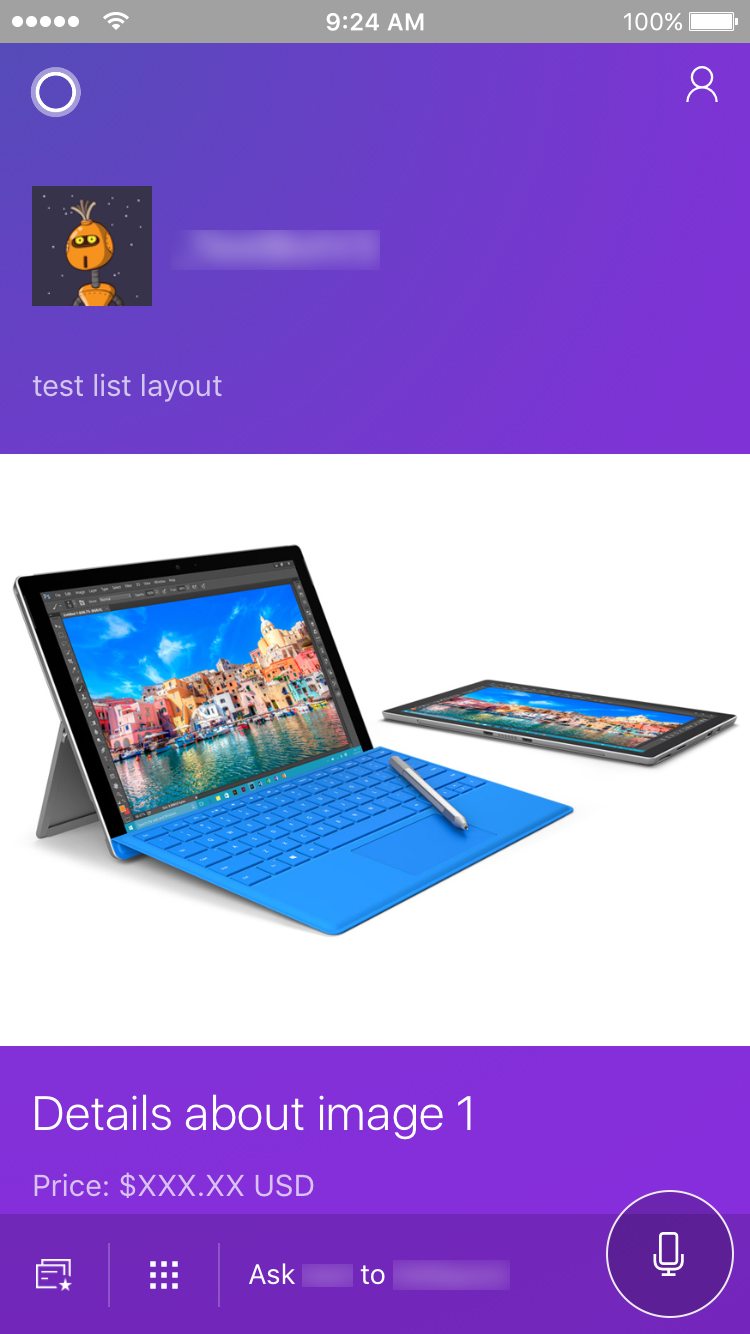 9:24 AM
100%
test list layout
Details about image 1
Price: $XXX.XX USD
Ask to